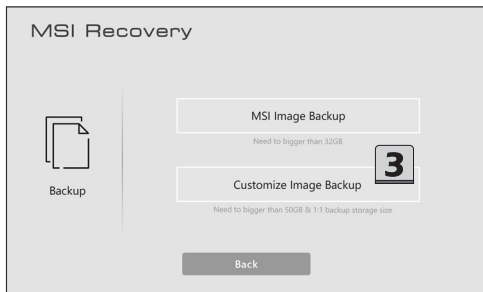 MSI Recovery
MSI Image Backup
Need to bigger than 32GB
3
Customize Image Backup
Need to bigger than 50GB & 1:1 backup storage size
Backup
Back